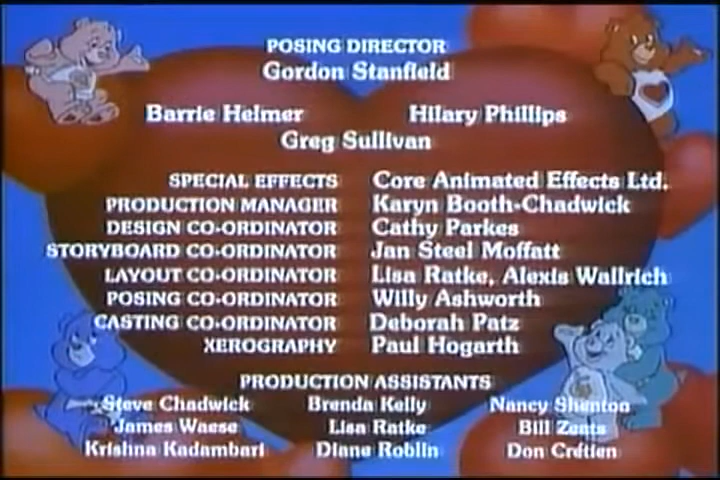 POSING DIRECTOR
Gordon Stanfield
Barrie Helmer Hilary Phillips
Greg Sullivan
SPECIAL EFFECTS Core Animated Effects Ltd.
PRODUCTION MANAGER Karyn Booth-Chadwick
DESIGN CO-ORDINATOR Cathy Parkes
STORYBOARD CO-ORDINATOR Jan Steel Moffatt
LAYOUT CO-ORDINATOR Lisa Ratke, Alexis Wallrich
POSING CO-ORDINATOR Willy Ashworth
CASTING CO-ORDINATOR Deborah Patz
XEROGRAPHY Paul Hogarth
PRODUCTION ASSISTANTS
Steve Chadwick Brenda Kelly Nancy Shenton
James Waese Lisa Ratke Bill Zeats
Krishna Kadambari Diane Roblin Don Crétien